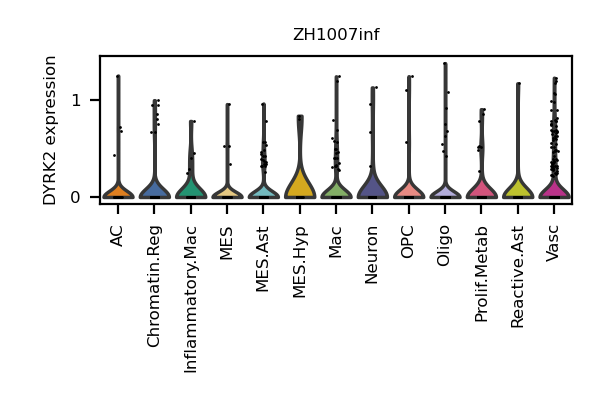 ZH1007inf
DYRK2 expression
1
0
AC
Chromatin.Reg
Inflammatory.Mac
MES
MES.Ast
MES.Hyp
Mac
Neuron
OPC
Oligo
Prolif.Metab
Reactive.Ast
Vasc